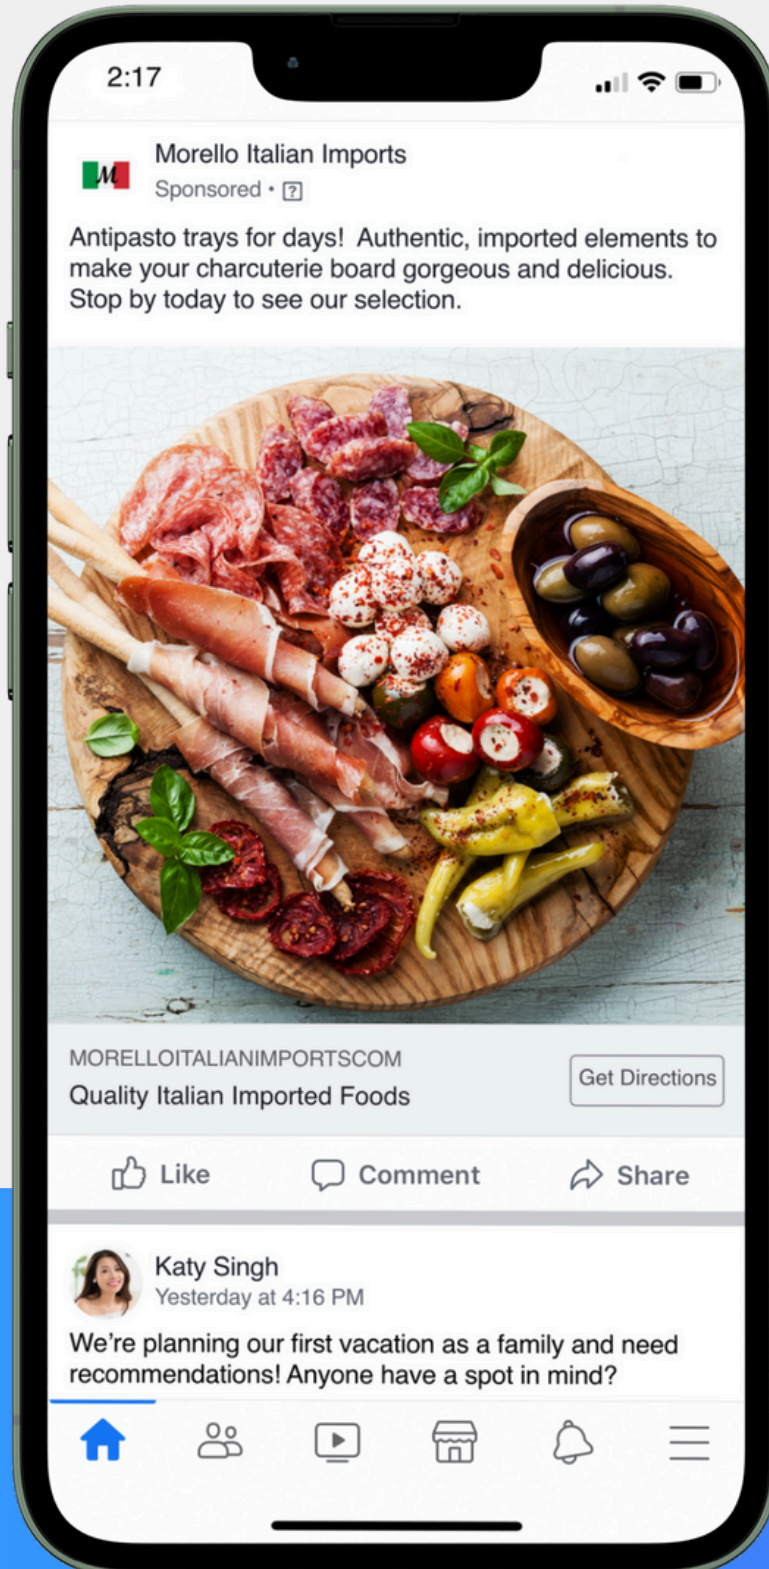 2:17
M
Morello Italian Imports
Sponsored • ?
Antipasto trays for days!  Authentic, imported elements to
make your charcuterie board gorgeous and delicious.
Stop by today to see our selection.
MORELLOITALIANIMPORTSCOM
Quality Italian Imported Foods
Get Directions
Like Comment Share
Katy Singh
Yesterday at 4:16 PM
We’re planning our first vacation as a family and need
recommendations! Anyone have a spot in mind?